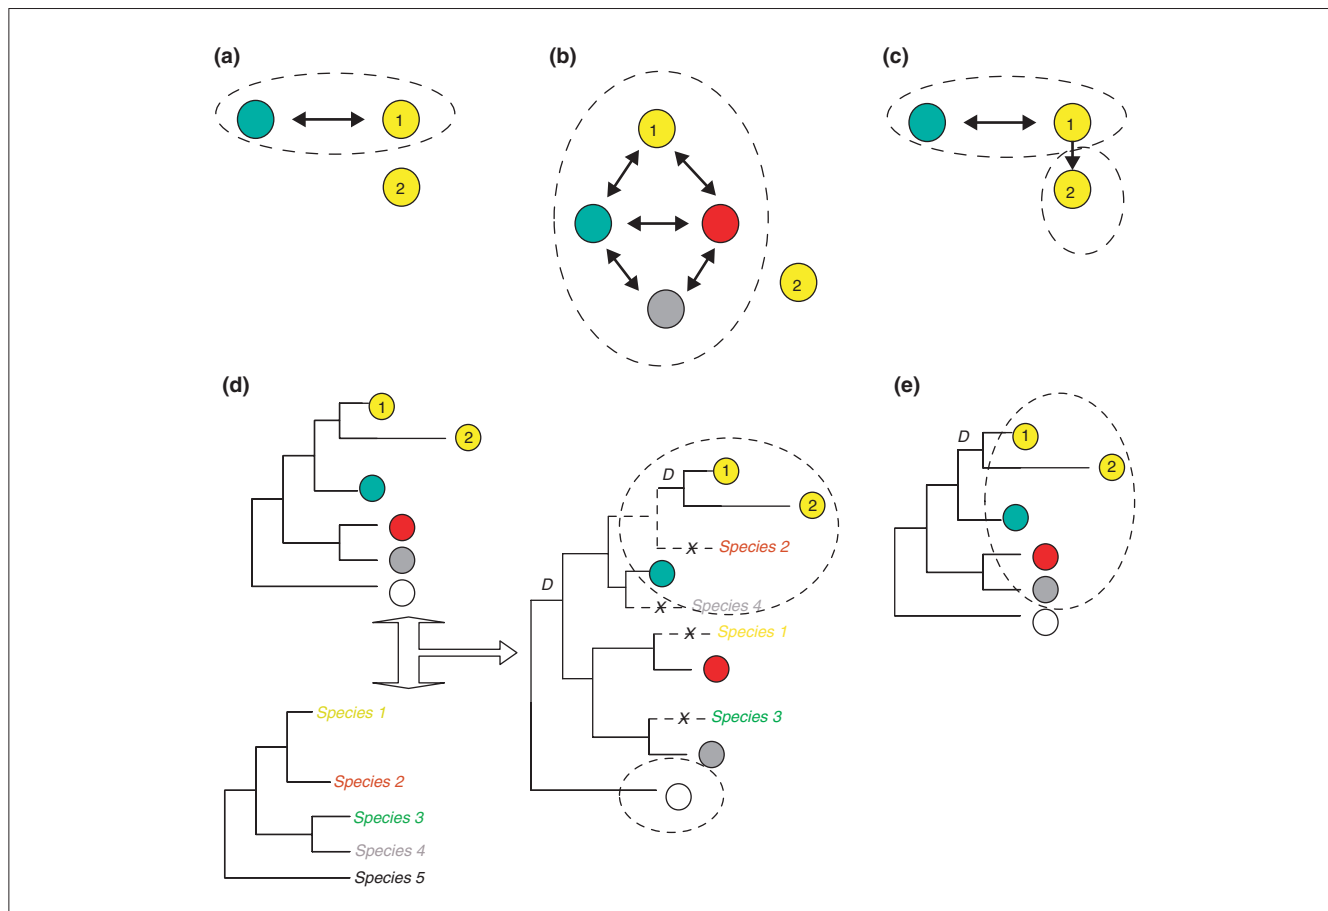 (a)
1
2
(b)
1
2
(c)
1
2
(d)
1
2
Species 1
Species 2
Species 3
Species 4
Species 5
D
D
1
2
X Species 2
X Species 4
X Species 1
X Species 3
(e)
D
1
2